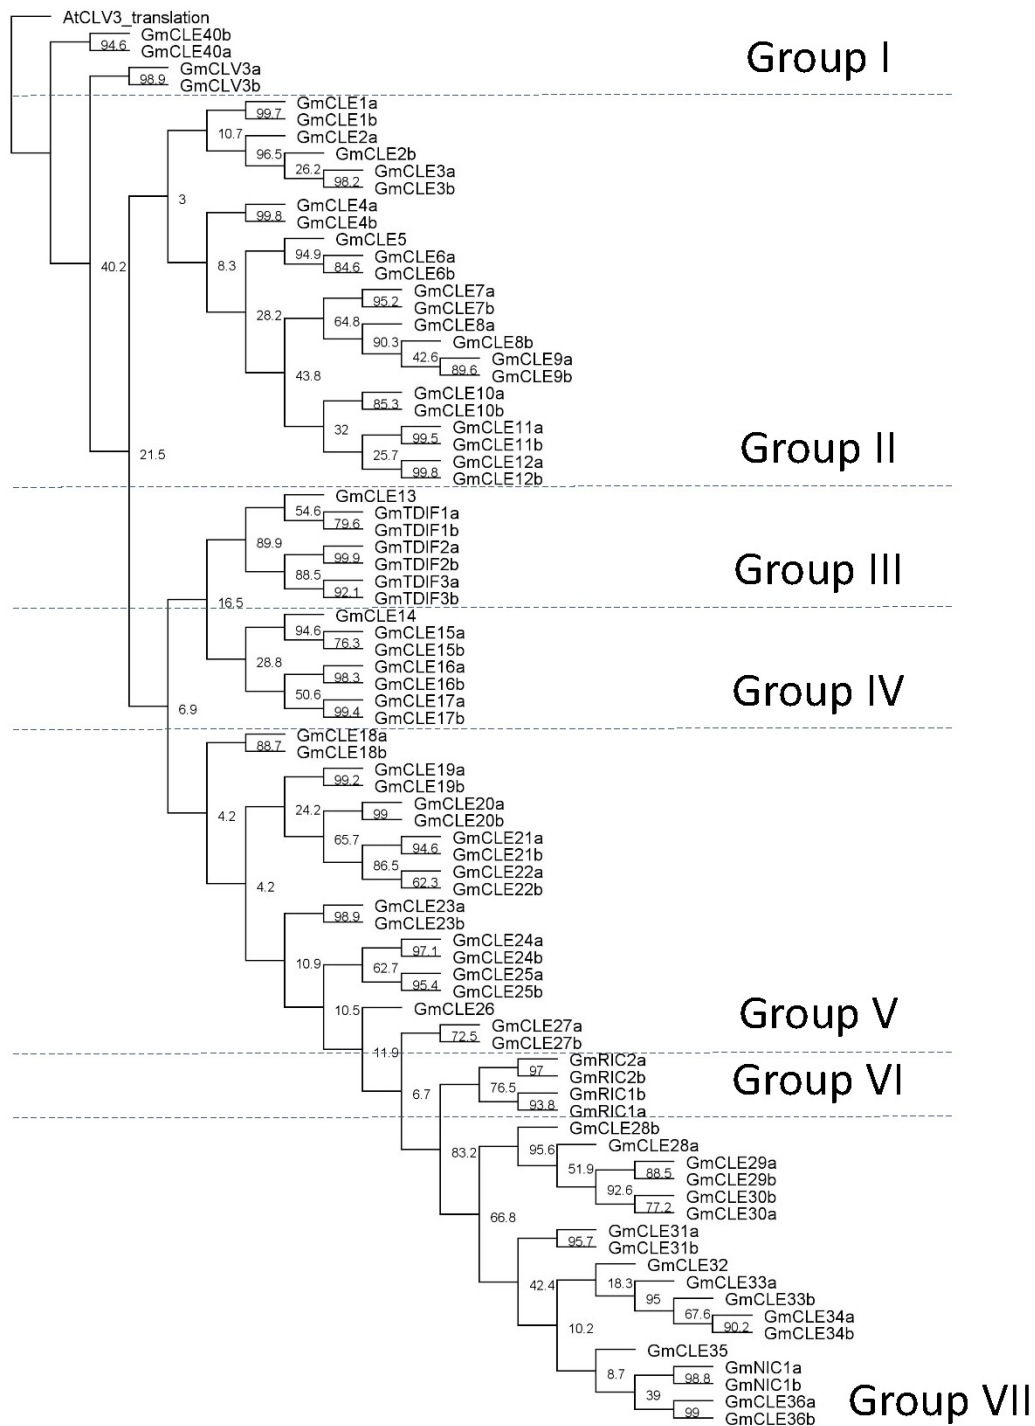 AtCLV3_translation
GmCLE40b
94.6
GmCLE40a
Group I
GmCLV3a
98.9
GmCLV3b
GmCLE1a
99.7
GmCLE1b
10.7
GmCLE2a
96.5
GmCLE2b
26.2
GmCLE3a
98.2
GmCLE3b
3
GmCLE4a
99.8
GmCLE4b
8.3
GmCLE5
94.9
GmCLE6a
84.6
GmCLE6b
40.2
28.2
GmCLE7a
95.2
GmCLE7b
64.8
GmCLE8a
90.3
GmCLE8b
42.6
GmCLE9a
89.6
GmCLE9b
43.8
GmCLE10a
85.3
GmCLE10b
32
GmCLE11a
99.5
GmCLE11b
25.7
GmCLE12a
99.8
GmCLE12b
Group II
21.5
GmCLE13
54.6
GmTDIF1a
79.6
GmTDIF1b
89.9
GmTDIF2a
99.9
GmTDIF2b
88.5
GmTDIF3a
92.1
GmTDIF3b
Group III
16.5
GmCLE14
94.6
GmCLE15a
76.3
GmCLE15b
28.8
GmCLE16a
98.3
GmCLE16b
50.6
GmCLE17a
99.4
GmCLE17b
Group IV
6.9
GmCLE18a
88.7
GmCLE18b
4.2
GmCLE19a
99.2
GmCLE19b
24.2
GmCLE20a
99
GmCLE20b
65.7
GmCLE21a
94.6
GmCLE21b
86.5
GmCLE22a
62.3
GmCLE22b
4.2
GmCLE23a
98.9
GmCLE23b
10.9
GmCLE24a
97.1
GmCLE24b
62.7
GmCLE25a
95.4
GmCLE25b
10.5
GmCLE26
Group V
11.9
GmCLE27a
72.5
GmCLE27b
6.7
GmRIC2a
97
GmRIC2b
76.5
GmRIC1b
93.8
GmRIC1a
Group VI
83.2
GmCLE28b
95.6
GmCLE28a
51.9
GmCLE29a
88.5
GmCLE29b
92.6
GmCLE30b
77.2
GmCLE30a
66.8
GmCLE31a
95.7
GmCLE31b
42.4
GmCLE32
18.3
GmCLE33a
95
GmCLE33b
67.6
GmCLE34a
90.2
GmCLE34b
10.2
GmCLE35
8.7
GmNIC1a
98.8
GmNIC1b
39
GmCLE36a
99
GmCLE36b
Group VII